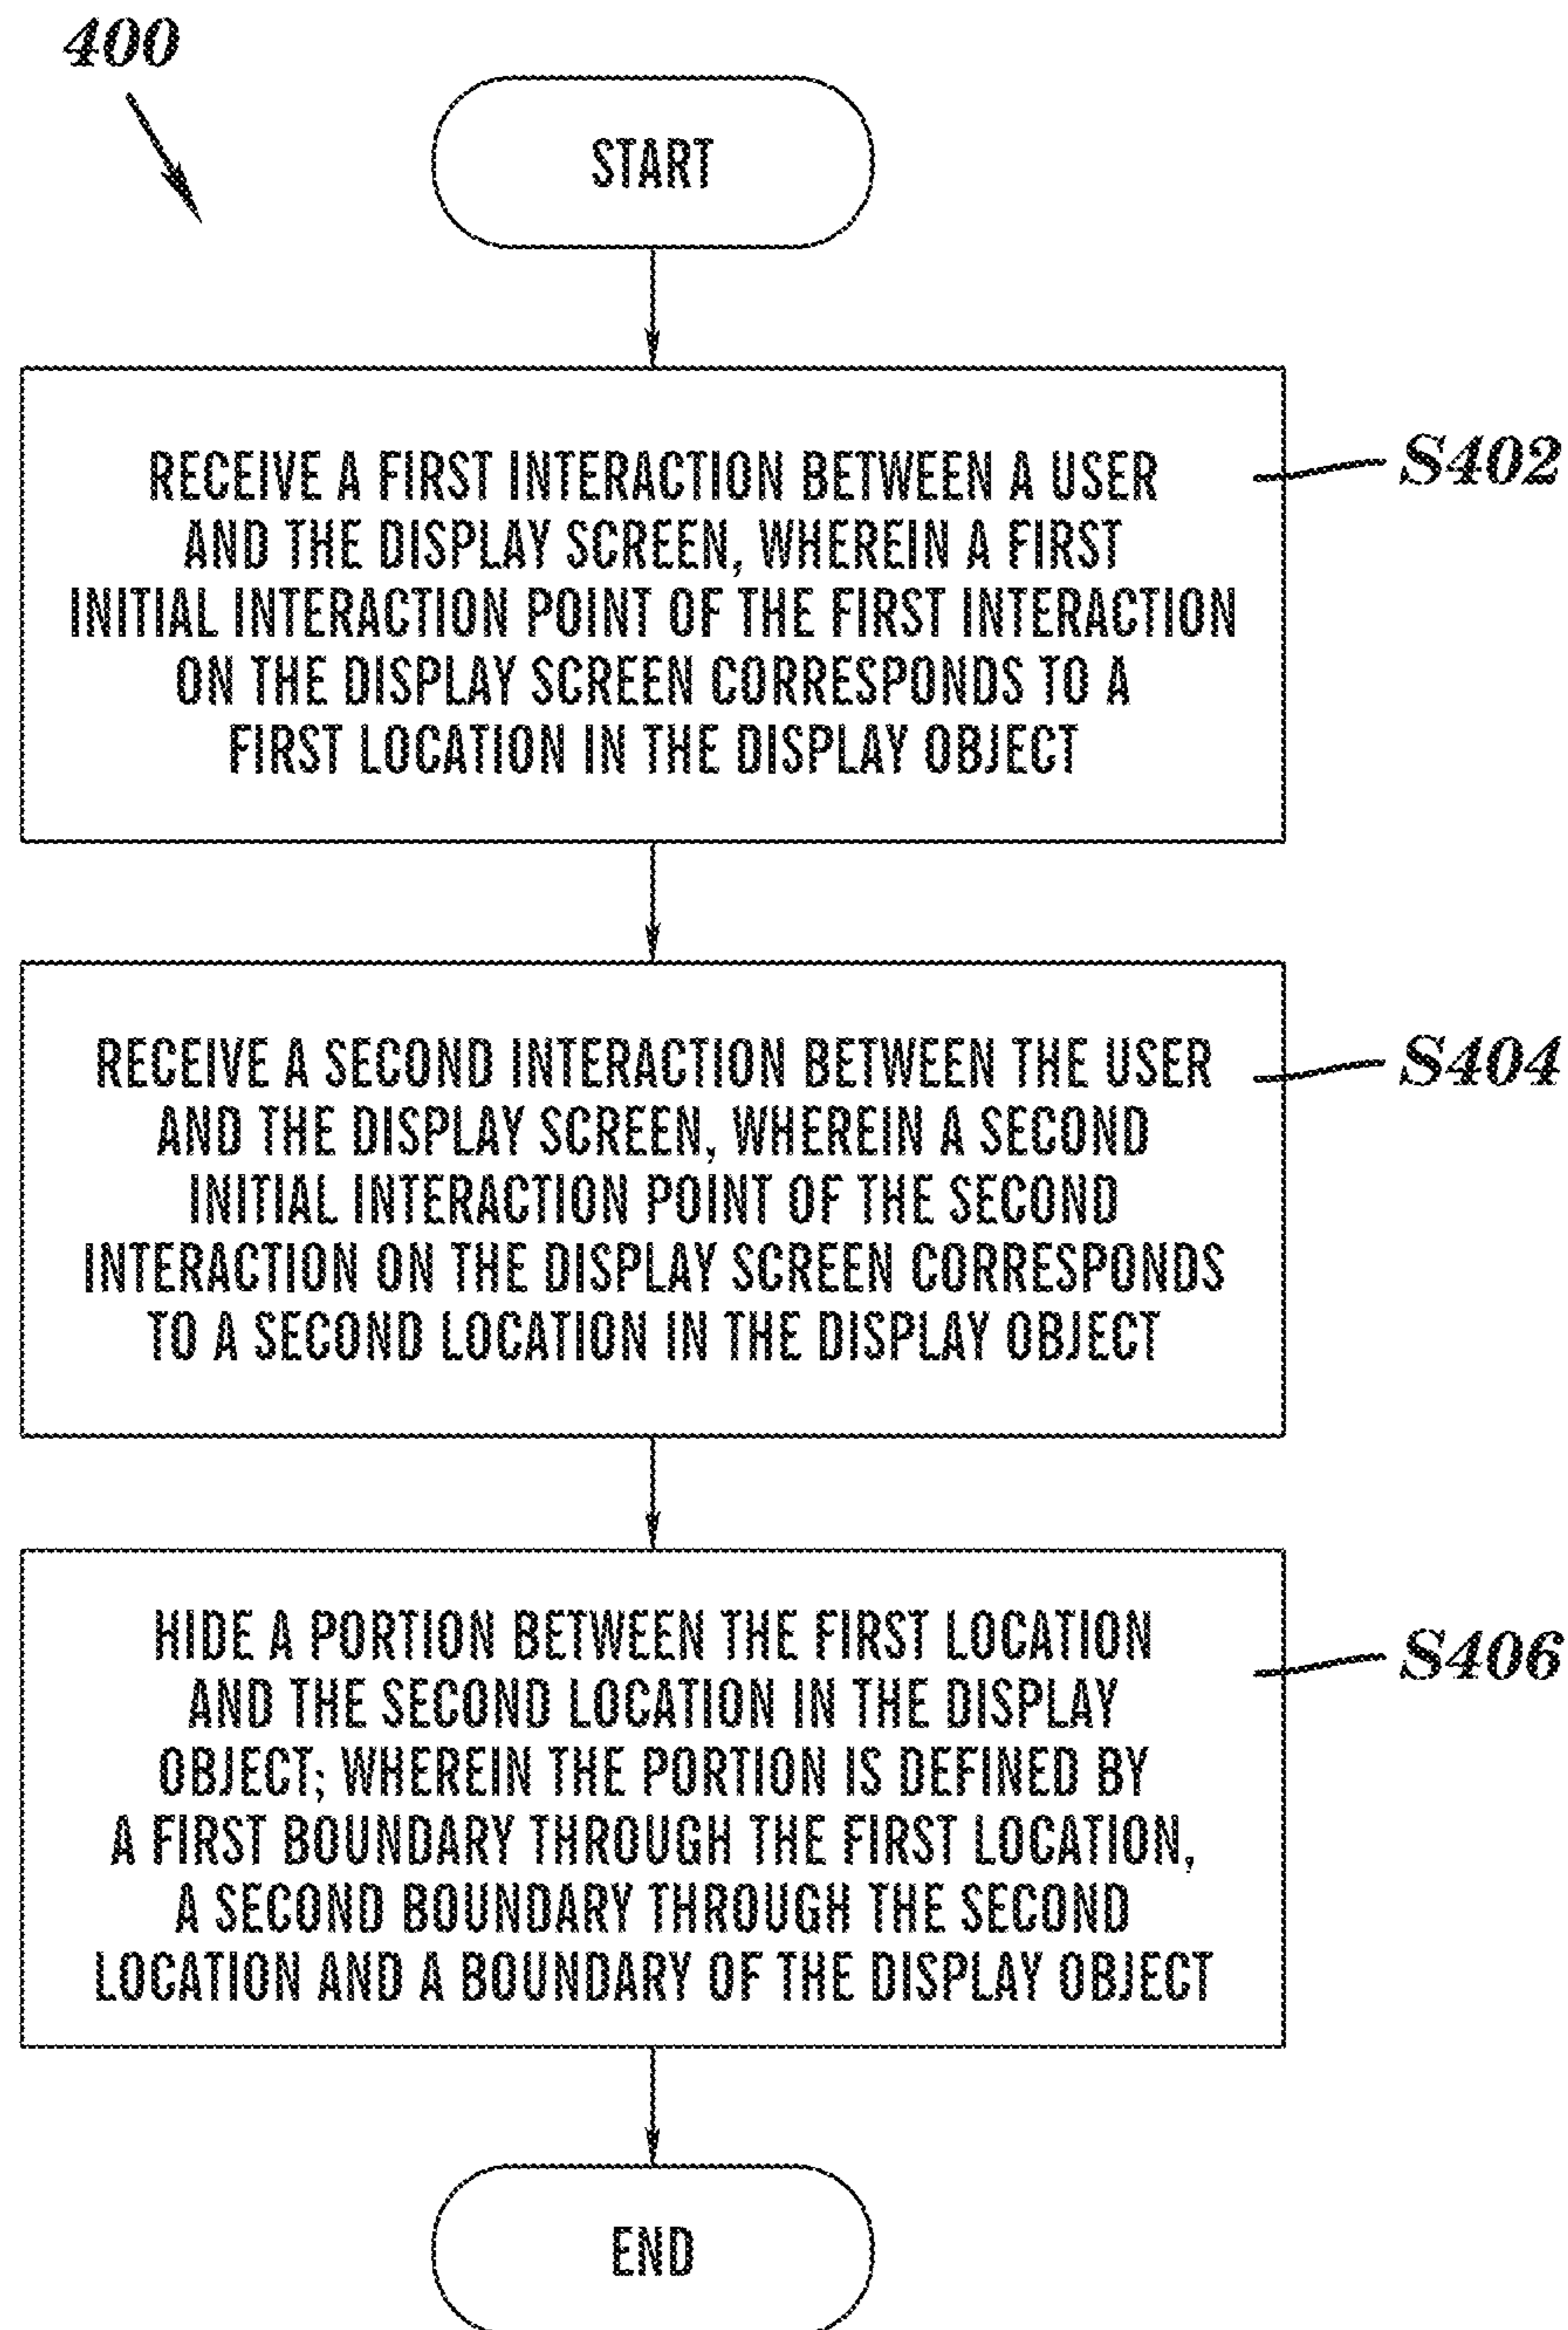 400
START
RECEIVE A FIRST INTERACTION BETWEEN A USER
AND THE DISPLAY SCREEN, WHEREIN A FIRST
INITIAL INTERACTION POINT OF THE FIRST INTERACTION
ON THE DISPLAY SCREEN CORRESPONDS TO A
FIRST LOCATION IN THE DISPLAY OBJECT
S402
RECEIVE A SECOND INTERACTION BETWEEN THE USER
AND THE DISPLAY SCREEN, WHEREIN A SECOND
INITIAL INTERACTION POINT OF THE SECOND
INTERACTION ON THE DISPLAY SCREEN CORRESPONDS
TO A SECOND LOCATION IN THE DISPLAY OBJECT
S404
HIDE A PORTION BETWEEN THE FIRST LOCATION
AND THE SECOND LOCATION IN THE DISPLAY
OBJECT; WHEREIN THE PORTION IS DEFINED BY
A FIRST BOUNDARY THROUGH THE FIRST LOCATION,
A SECOND BOUNDARY THROUGH THE SECOND
LOCATION AND A BOUNDARY OF THE DISPLAY OBJECT
S406
END